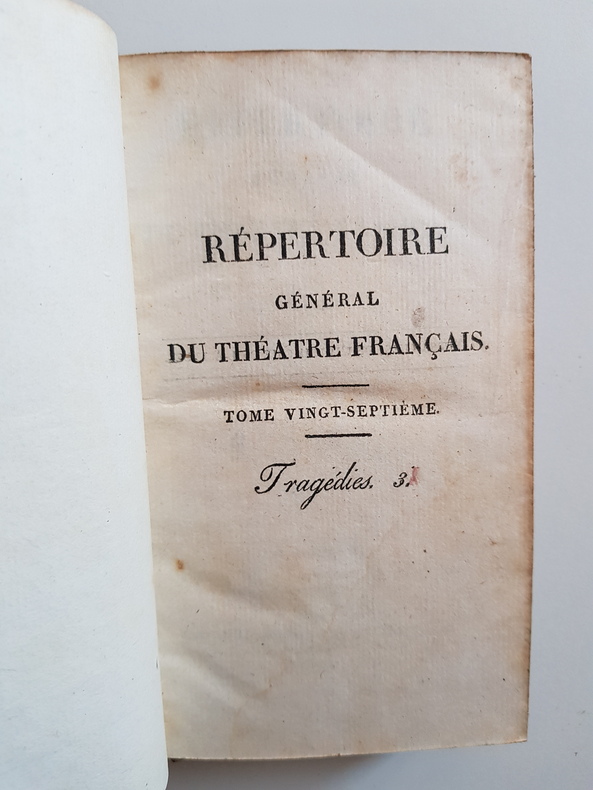 RÉPERTOIRE
GÉNÉRAL
DU THÉATRE FRANÇAIS.
TOME VINGT-SEPTIÈME.
Tragédies. 3.